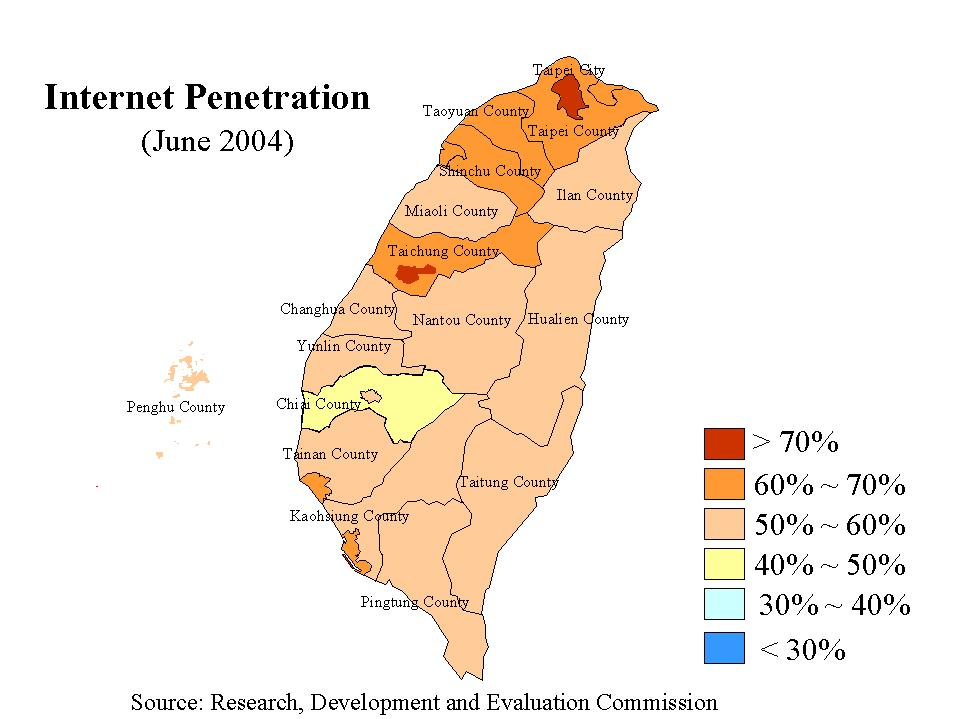 Internet Penetration
(June 2004)
Taipei City
Taoyuan County
Taipei County
Shinchu County
Ilan County
Miaoli County
Taichung County
Changhua County
Nantou County
Hualien County
Yunlin County
Penghu County
Chiai County
Tainan County
Taitung County
Kaohsiung County
Pingtung County
> 70%
60% ~ 70%
50% ~ 60%
40% ~ 50%
30% ~ 40%
< 30%
Source: Research, Development and Evaluation Commission